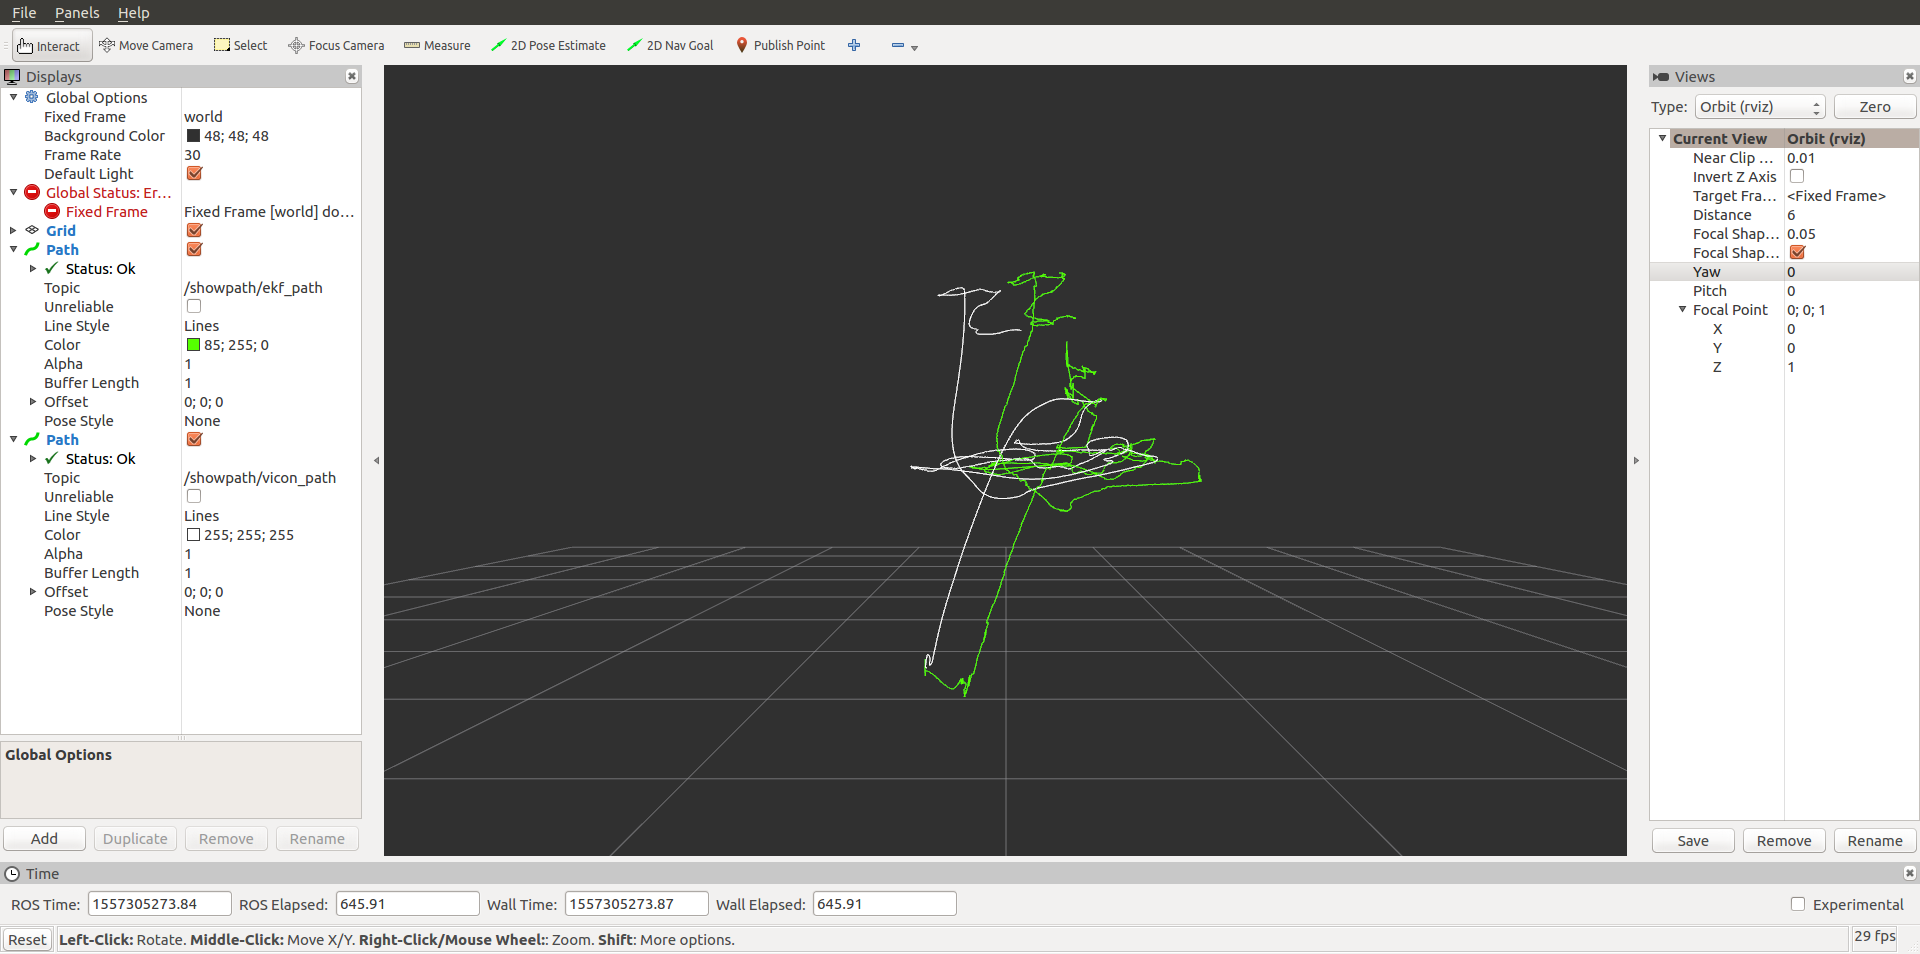 File Panels Help
Interact Move Camera Select Focus Camera Measure 2D Pose Estimate 2D Nav Goal Publish Point
Displays
Global Options
Fixed Frame world
Background Color 48; 48; 48
Frame Rate 30
Default Light
Global Status: Er...
Fixed Frame Fixed Frame [world] do...
Grid
Path
Status: Ok
Topic /showpath/ekf_path
Unreliable
Line Style Lines
Color 85; 255; 0
Alpha 1
Buffer Length 1
Offset 0; 0; 0
Pose Style None
Path
Status: Ok
Topic /showpath/vicon_path
Unreliable
Line Style Lines
Color 255; 255; 255
Alpha 1
Buffer Length 1
Offset 0; 0; 0
Pose Style None
Global Options
Add Duplicate Remove Rename
Views
Type: Orbit (rviz) Zero
Current View Orbit (rviz)
Near Clip ... 0.01
Invert Z Axis
Target Fra... <Fixed Frame>
Distance 6
Focal Shap... 0.05
Focal Shap...
Yaw 0
Pitch 0
Focal Point 0; 0; 1
X 0
Y 0
Z 1
Save Remove Rename
Time
ROS Time: 1557305273.84 ROS Elapsed: 645.91 Wall Time: 1557305273.87 Wall Elapsed: 645.91 Experimental
Reset Left-Click: Rotate. Middle-Click: Move X/Y. Right-Click/Mouse Wheel:: Zoom. Shift: More options. 29 fps